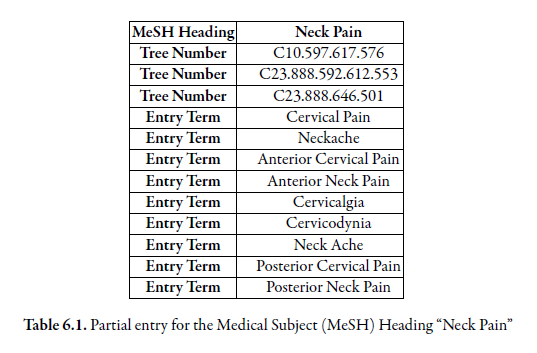 MeSH Heading Neck Pain
Tree Number C10.597.617.576
Tree Number C23.888.592.612.553
Tree Number C23.888.646.501
Entry Term Cervical Pain
Entry Term Neckache
Entry Term Anterior Cervical Pain
Entry Term Anterior Neck Pain
Entry Term Cervicalgia
Entry Term Cervicodynia
Entry Term Neck Ache
Entry Term Posterior Cervical Pain
Entry Term Posterior Neck Pain
Table 6.1. Partial entry for the Medical Subject (MeSH) Heading “Neck Pain”